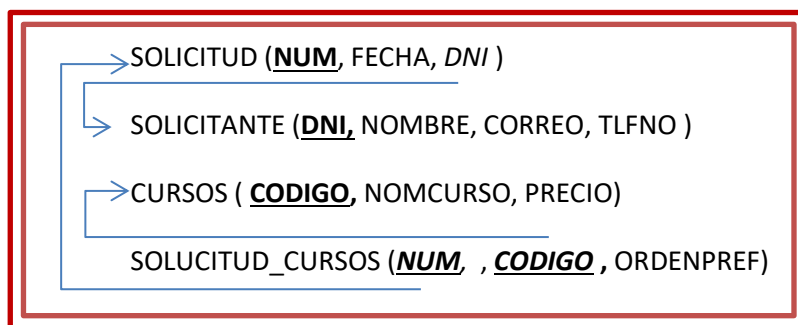 SOLICITUD (NUM, FECHA, DNI )
SOLICITANTE (DNI, NOMBRE, CORREO, TLFNO )
CURSOS ( CODIGO, NOMCURSO, PRECIO)
SOLUCITUD_CURSOS (NUM, , CODIGO , ORDENPREF)